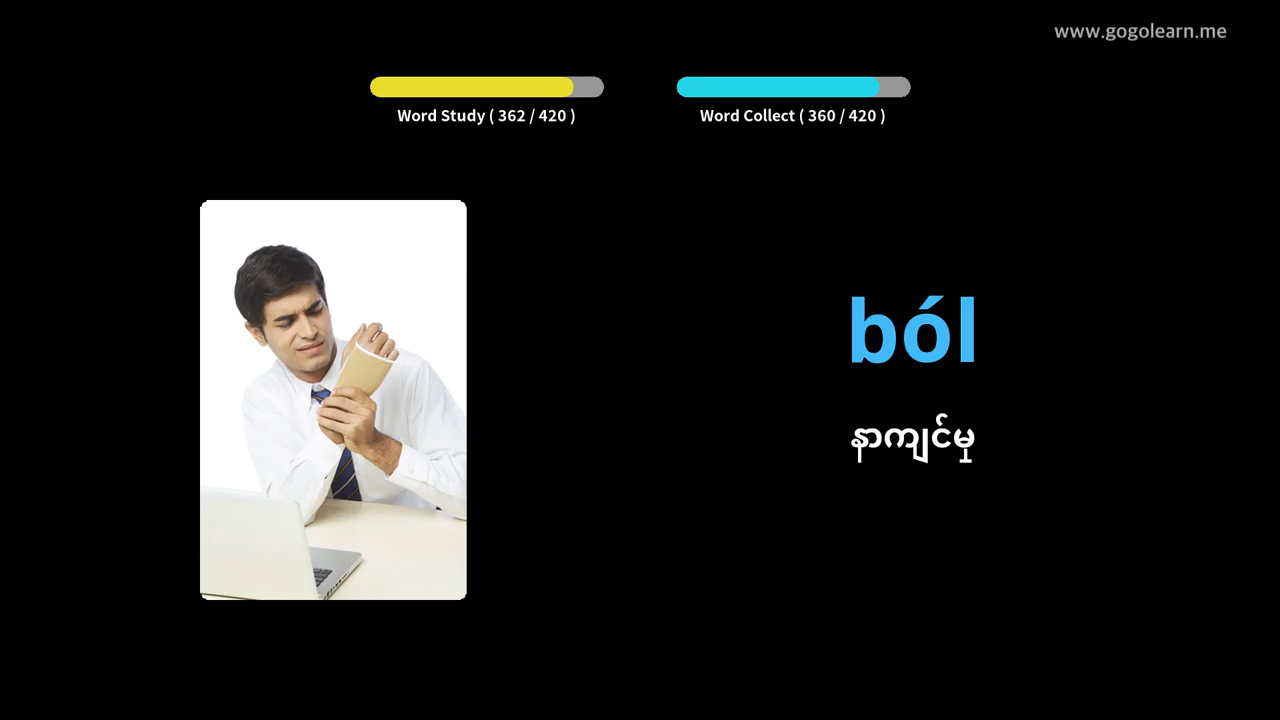 www.gogolearn.me
Word Study ( 362 / 420 )
Word Collect ( 360 / 420 )
ból
နာကျင်မှု